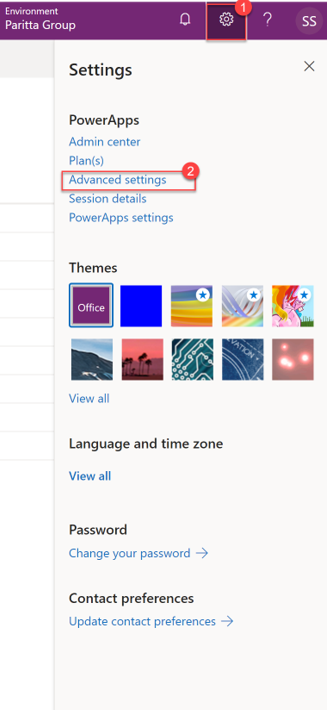 Environment
Paritta Group
1
?
SS
Settings
PowerApps
Admin center
Plan(s)
2
Advanced settings
Session details
PowerApps settings
Themes
Office
View all
Language and time zone
View all
Password
Change your password →
Contact preferences
Update contact preferences →